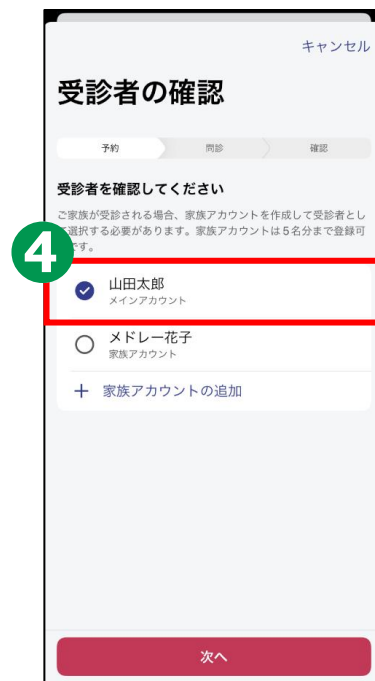 キャンセル
受診者の確認
予約
問診
確認
受診者を確認してください
ご家族が受診される場合、家族アカウントを作成して受診者とし
選択する必要があります。家族アカウントは5名分まで登録可
です。
4
山田太郎
メインアカウント
メドレー花子
家族アカウント
+ 家族アカウントの追加
次へ